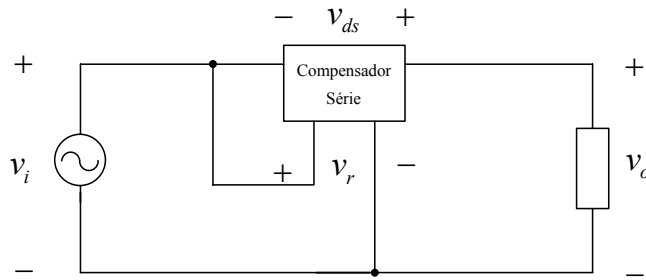 − v_ds +
+ Compensador +
Série
v_i + v_r − v_o
− −